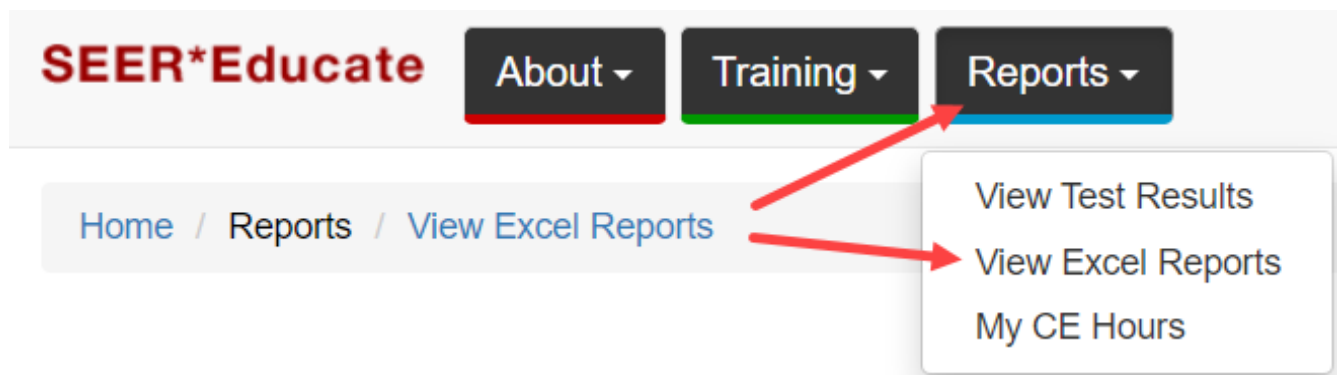 SEER*Educate About Training Reports
View Test Results
Home / Reports / View Excel Reports
View Excel Reports
My CE Hours